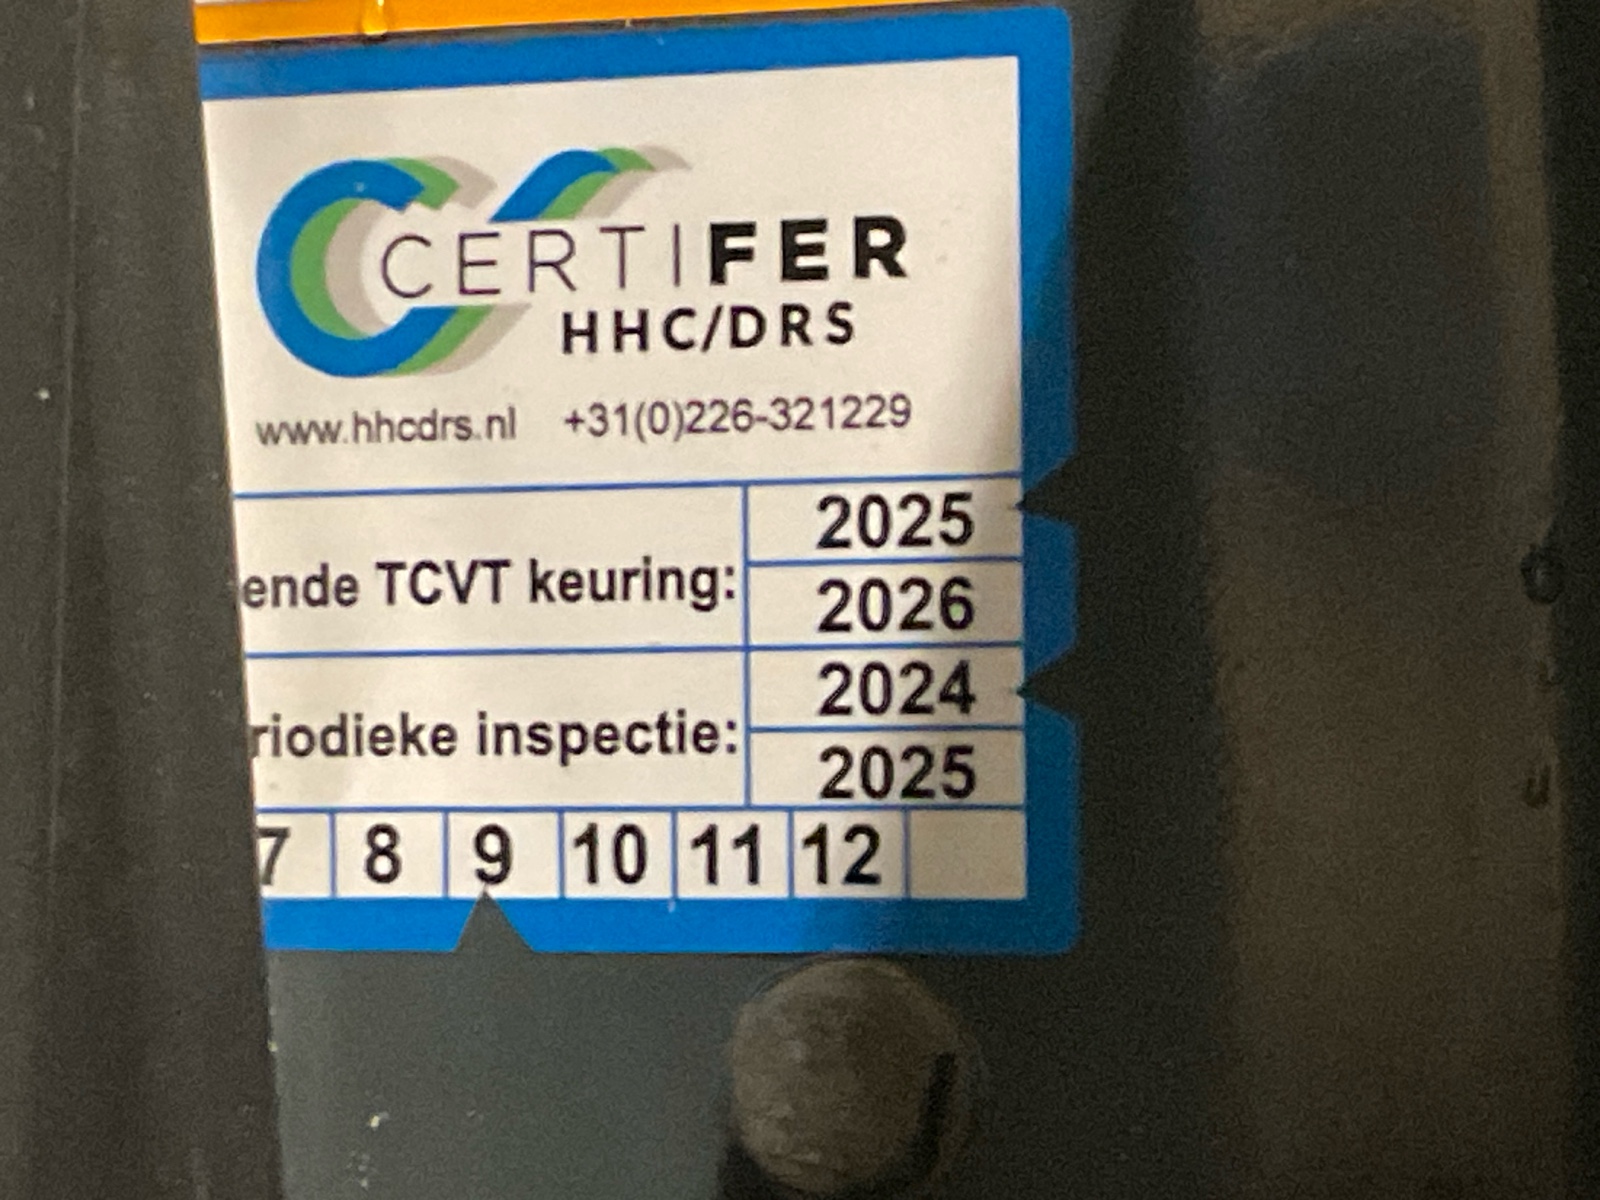 CERTIFER
HHC/DRS
www.hhcdrs.nl +31(0)226-321229
ende TCVT keuring:
2025
2026
riodieke inspectie:
2024
2025
7 8 9 10 11 12